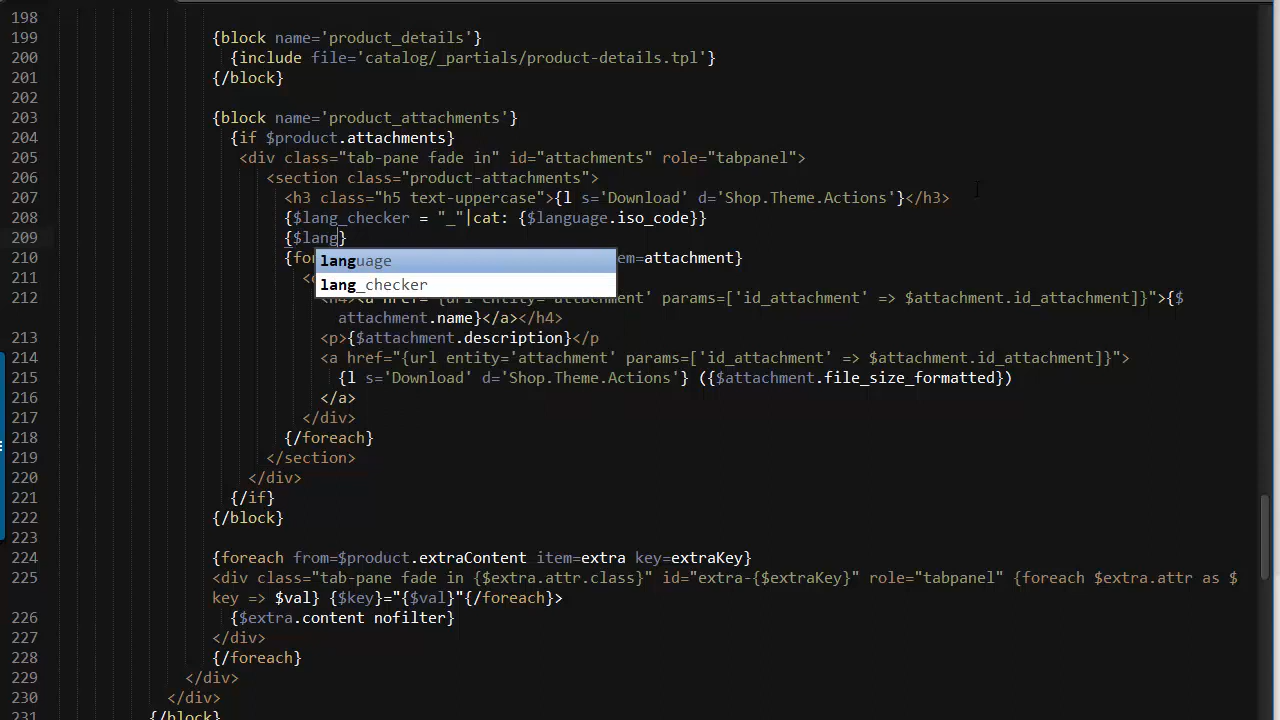 198
199 {block name='product_details'}
200 {include file='catalog/_partials/product-details.tpl'}
201 {/block}
202
203 {block name='product_attachments'}
204 {if $product.attachments}
205 <div class="tab-pane fade in" id="attachments" role="tabpanel">
206 <section class="product-attachments">
207 <h3 class="h5 text-uppercase">{l s='Download' d='Shop.Theme.Actions'}</h3>
208 {$lang_checker = "_"|cat: {$language.iso_code}}
209 {$lang}
210 {for em=attachment}
language
lang_checker
211 <
212 <h4><a href="{url entity='attachment' params=['id_attachment' => $attachment.id_attachment]}">{$
attachment.name}</a></h4>
213 <p>{$attachment.description}</p
214 <a href="{url entity='attachment' params=['id_attachment' => $attachment.id_attachment]}">
215 {l s='Download' d='Shop.Theme.Actions'} ({$attachment.file_size_formatted})
216 </a>
217 </div>
218 {/foreach}
219 </section>
220 </div>
221 {/if}
222 {/block}
223
224 {foreach from=$product.extraContent item=extra key=extraKey}
225 <div class="tab-pane fade in {$extra.attr.class}" id="extra-{$extraKey}" role="tabpanel" {foreach $extra.attr as $
key => $val} {$key}="{$val}"{/foreach}>
226 {$extra.content nofilter}
227 </div>
228 {/foreach}
229 </div>
230 </div>
231 {/block}